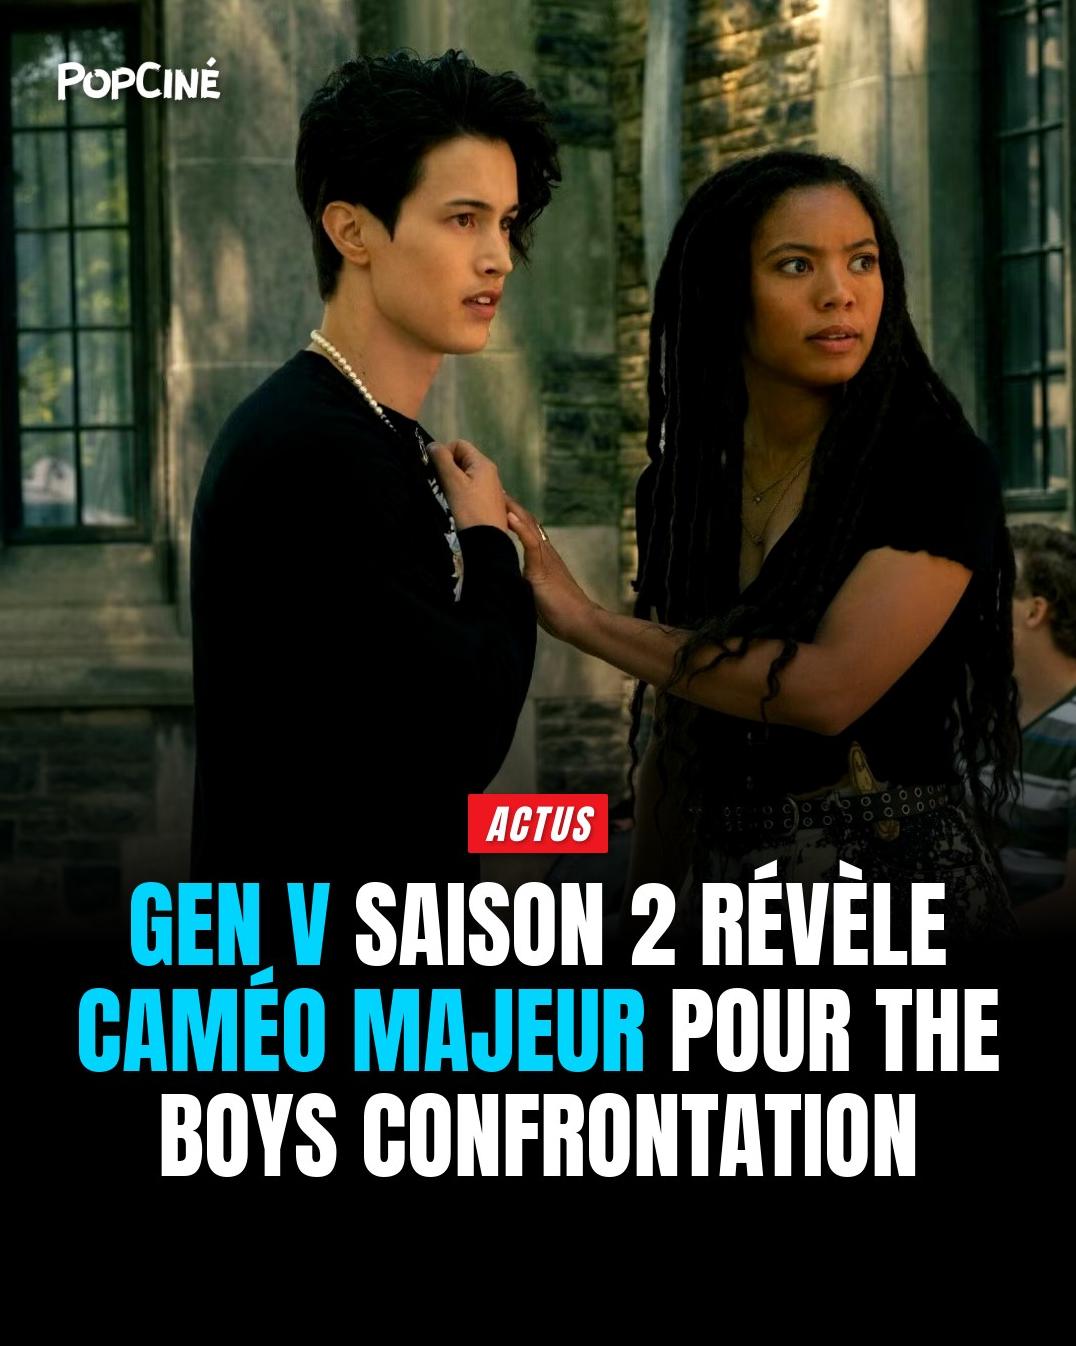 POPCINÉ
ACTUS
GEN V SAISON 2 RÉVÈLE
CAMÉO MAJEUR POUR THE
BOYS CONFRONTATION